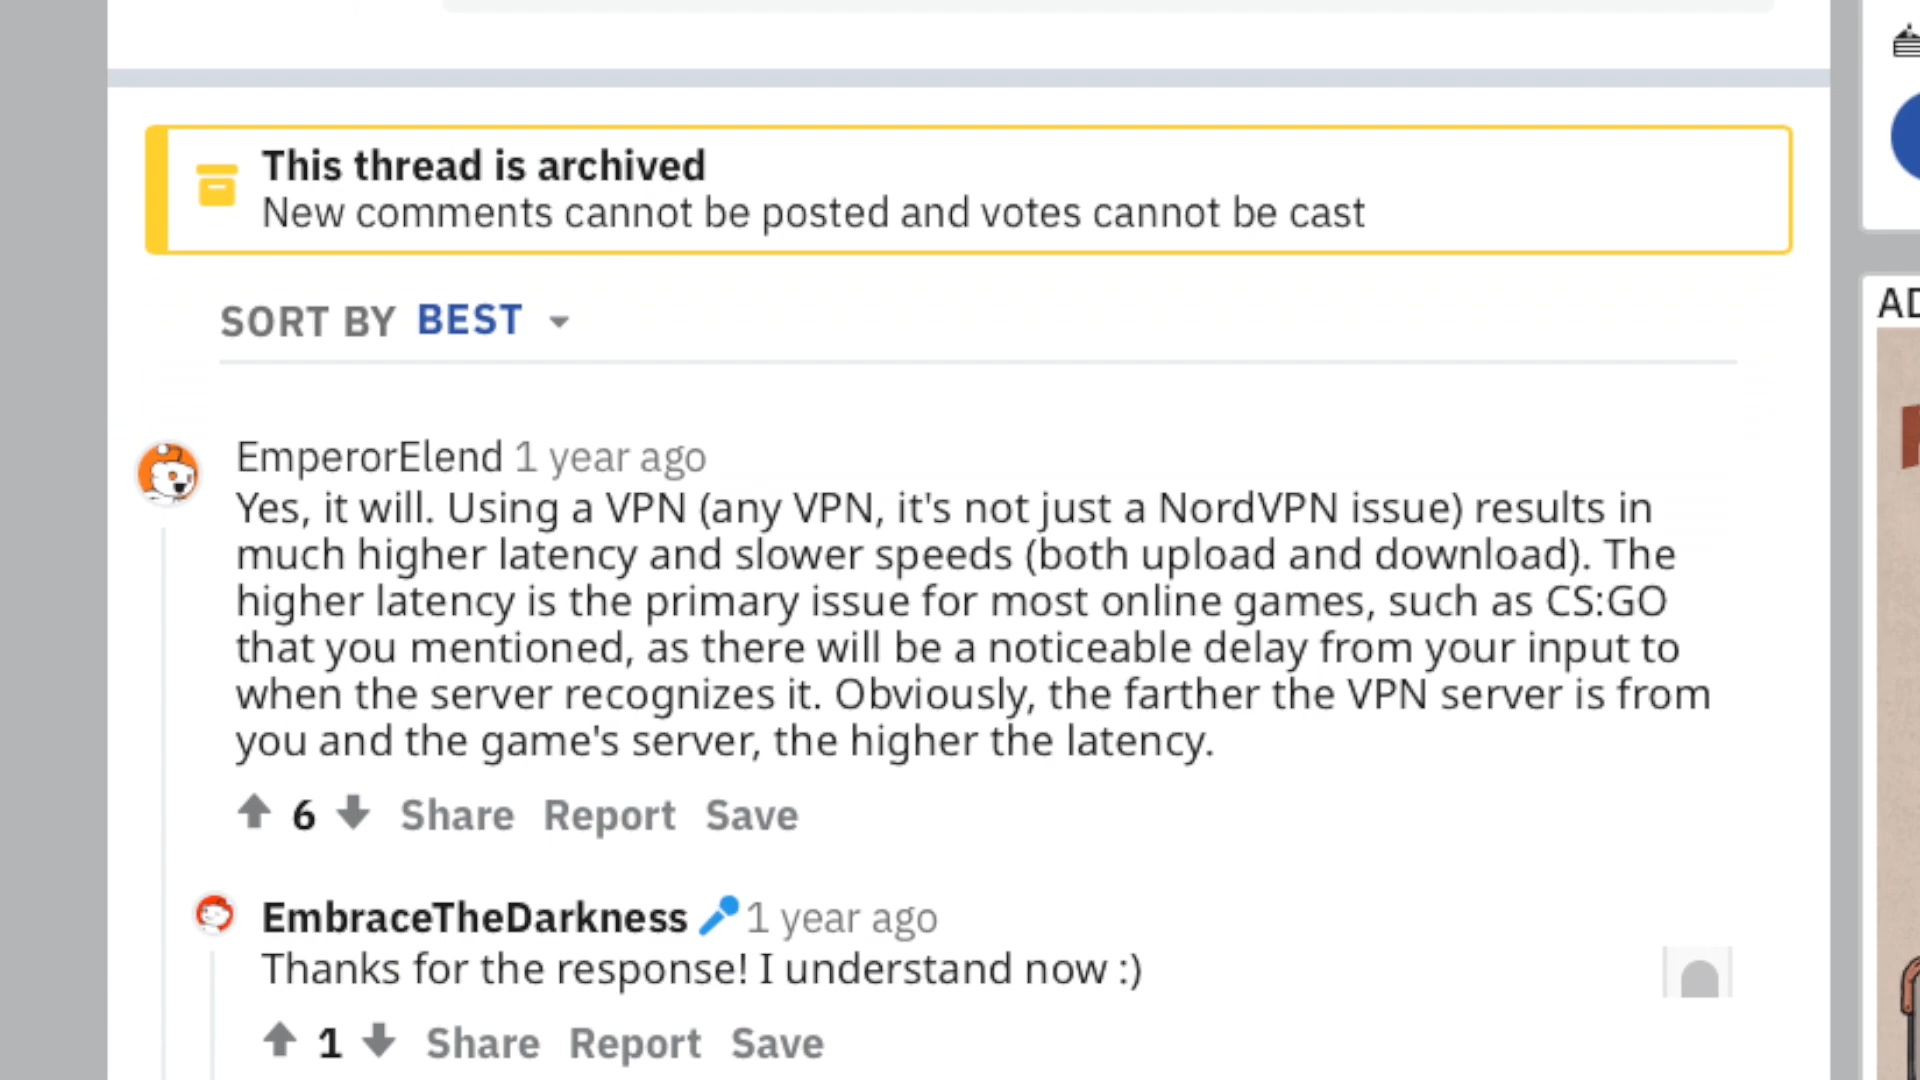 This thread is archived
New comments cannot be posted and votes cannot be cast
SORT BY BEST
EmperorElend 1 year ago
Yes, it will. Using a VPN (any VPN, it's not just a NordVPN issue) results in
much higher latency and slower speeds (both upload and download). The
higher latency is the primary issue for most online games, such as CS:GO
that you mentioned, as there will be a noticeable delay from your input to
when the server recognizes it. Obviously, the farther the VPN server is from
you and the game's server, the higher the latency.
6 Share Report Save
EmbraceTheDarkness 1 year ago
Thanks for the response! I understand now :)
1 Share Report Save